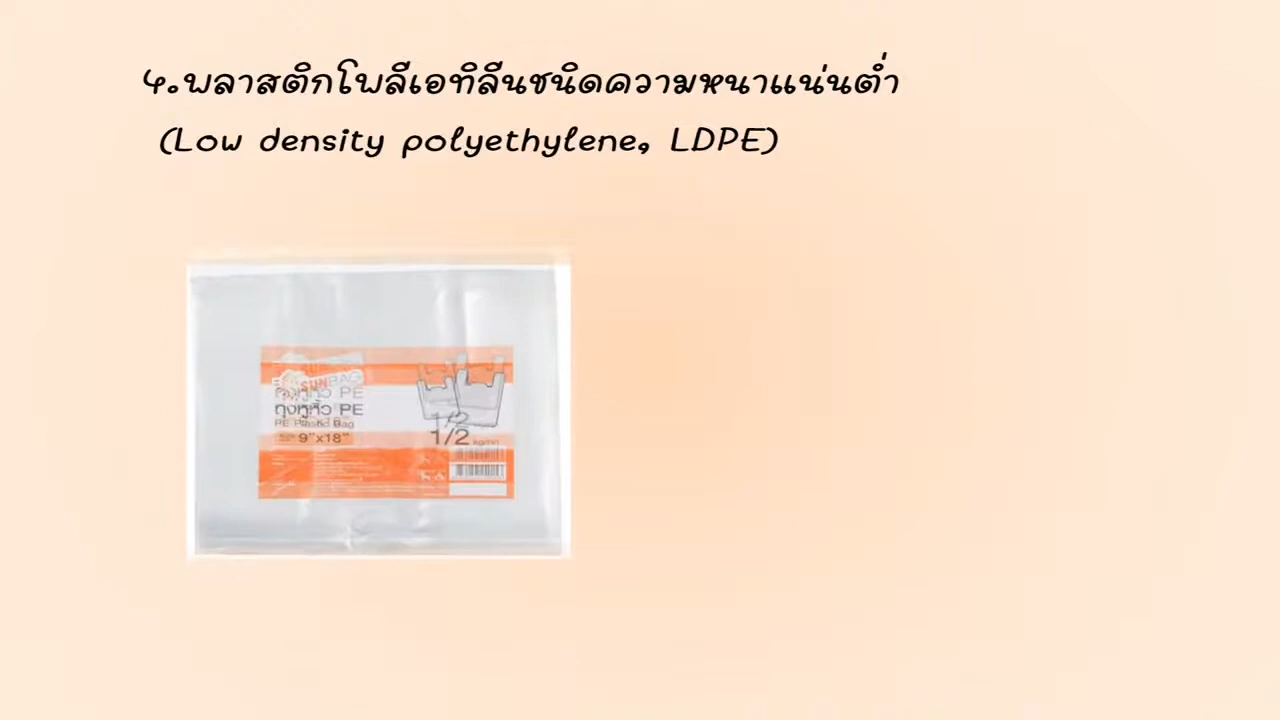 4.พลาสติกโพลีเอทิลีนชนิดความหนาแน่นต่ำ
(Low density polyethylene, LDPE)
SUNBAG
ถุงหูหิ้ว PE
PE Plastic Bag
9"x18"
1/2